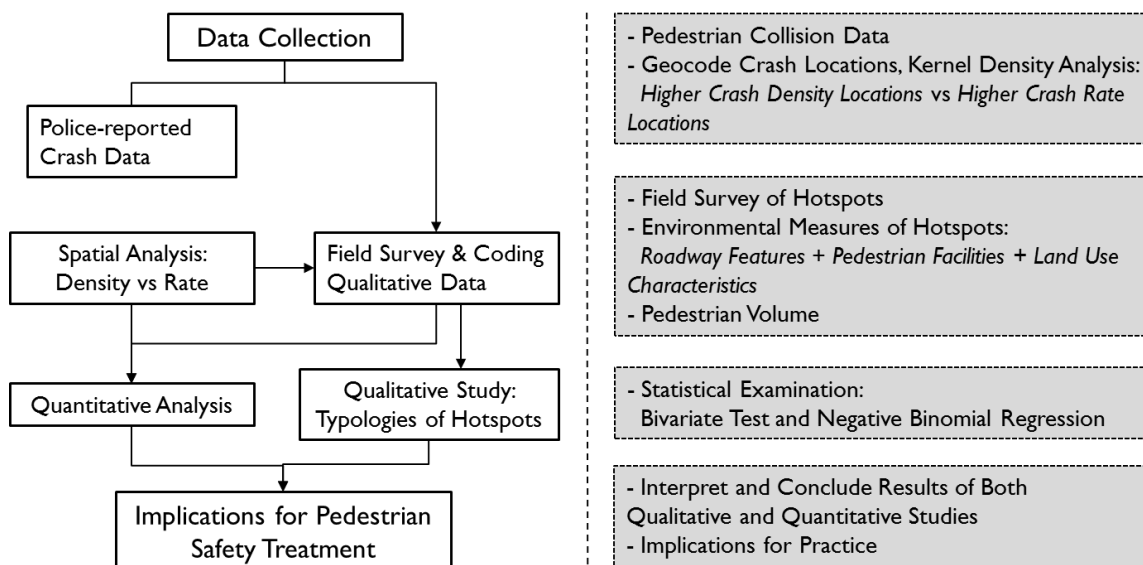 Data Collection
Police-reported
Crash Data
Spatial Analysis:
Density vs Rate
Field Survey & Coding
Qualitative Data
Quantitative Analysis
Qualitative Study:
Typologies of Hotspots
Implications for Pedestrian
Safety Treatment
- Pedestrian Collision Data
- Geocode Crash Locations, Kernel Density Analysis:
Higher Crash Density Locations vs Higher Crash Rate
Locations
- Field Survey of Hotspots
- Environmental Measures of Hotspots:
Roadway Features + Pedestrian Facilities + Land Use
Characteristics
- Pedestrian Volume
- Statistical Examination:
Bivariate Test and Negative Binomial Regression
- Interpret and Conclude Results of Both
Qualitative and Quantitative Studies
- Implications for Practice